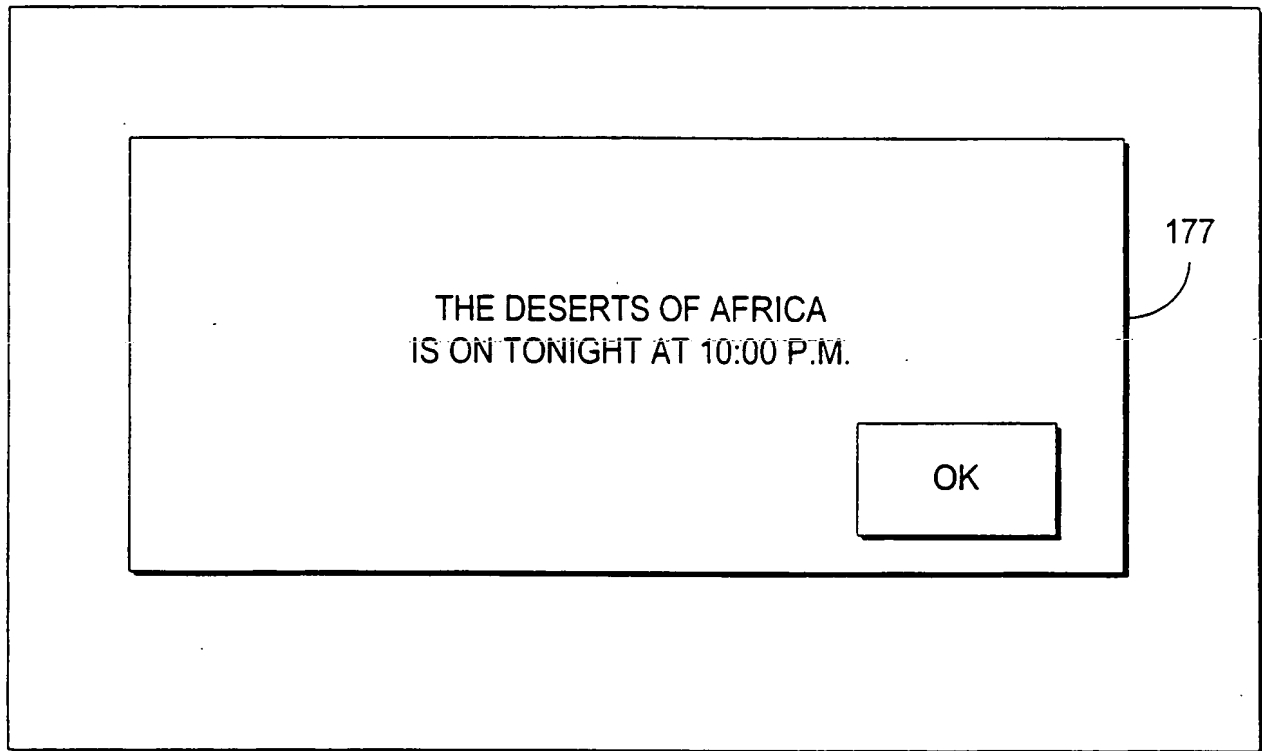 177
THE DESERTS OF AFRICA
IS ON TONIGHT AT 10:00 P.M.
OK